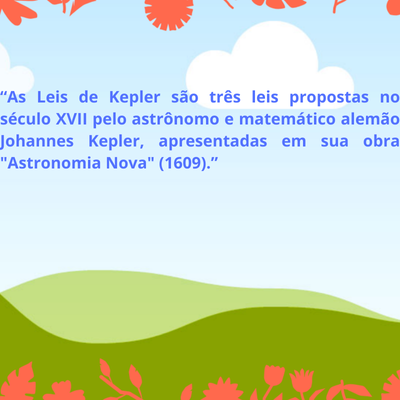 “As Leis de Kepler são três leis propostas no
século XVII pelo astrônomo e matemático alemão
Johannes Kepler, apresentadas em sua obra
"Astronomia Nova" (1609).”